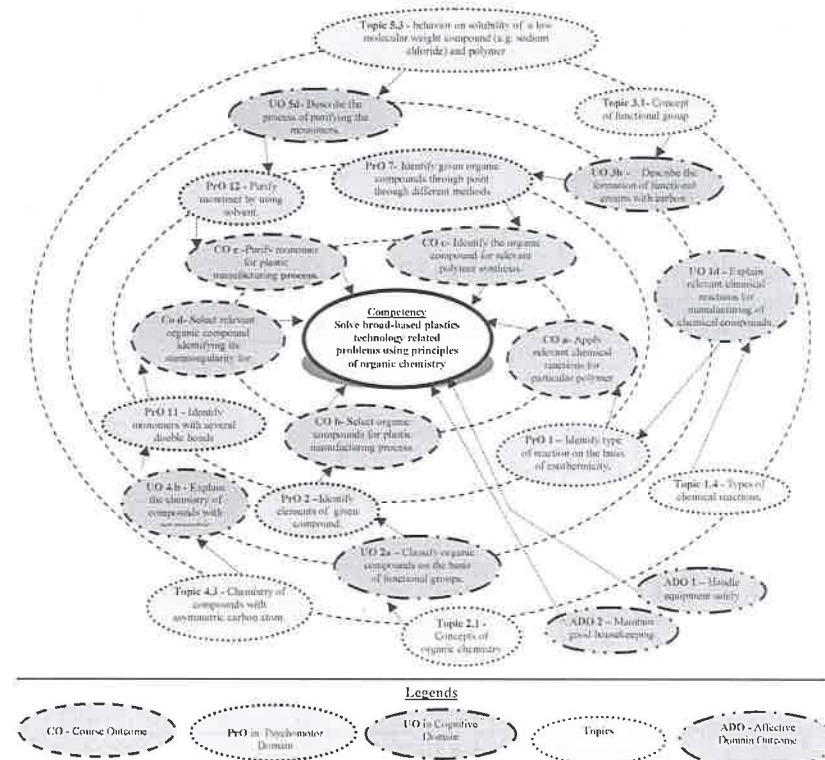 Topic 5.3 - behavior on solubility of a low
molecular weight compound (e.g: sodium
chloride) and polymer
UO 5d- Describe the
process of purifying the
monomers.
Topic 3.1- Concept
of functional group
PrO 7- Identify given organic
compounds through point
through different methods
UO 3b - Describe the
formation of functional
groups with carbon
PrO 12 - Purify
monomer by using
solvent.
CO e -Purify monomer
for plastic
manufacturing process.
CO c- Identify the organic
compound for relevant
polymer synthesis.
UO 1d - Explain
relevant chemical
reactions for
manufacturing of
chemical compounds
Co d- Select relevant
organic compound
identifying its
stereoregularity for
Competency
Solve broad-based plastics
technology related
problems using principles
of organic chemistry
CO a- Apply
relevant chemical
reactions for
particular polymer
PrO 11 - Identify
monomers with several
double bonds
CO b- Select organic
compounds for plastic
manufacturing process.
PrO 1 – Identify type
of reaction on the basis
of exothermicity.
UO 4.b - Explain
the chemistry of
compounds with
PrO 2 –Identify
elements of given
compound.
Topic 1.4 - Types of
chemical reactions.
UO 2a – Classify organic
compounds on the basis
of functional groups.
Topic 4.3 - Chemistry of
compounds with
asymmetric carbon atom.
ADO 1 – Handle
equipment safely
Topic 2.1 -
Concepts of
organic chemistry
ADO 2 – Maintain
good housekeeping
Legends
CO - Course Outcome
PrO in Psychomotor
Domain
UO in Cognitive
Domain
Topics
ADO - Affective
Domain Outcome